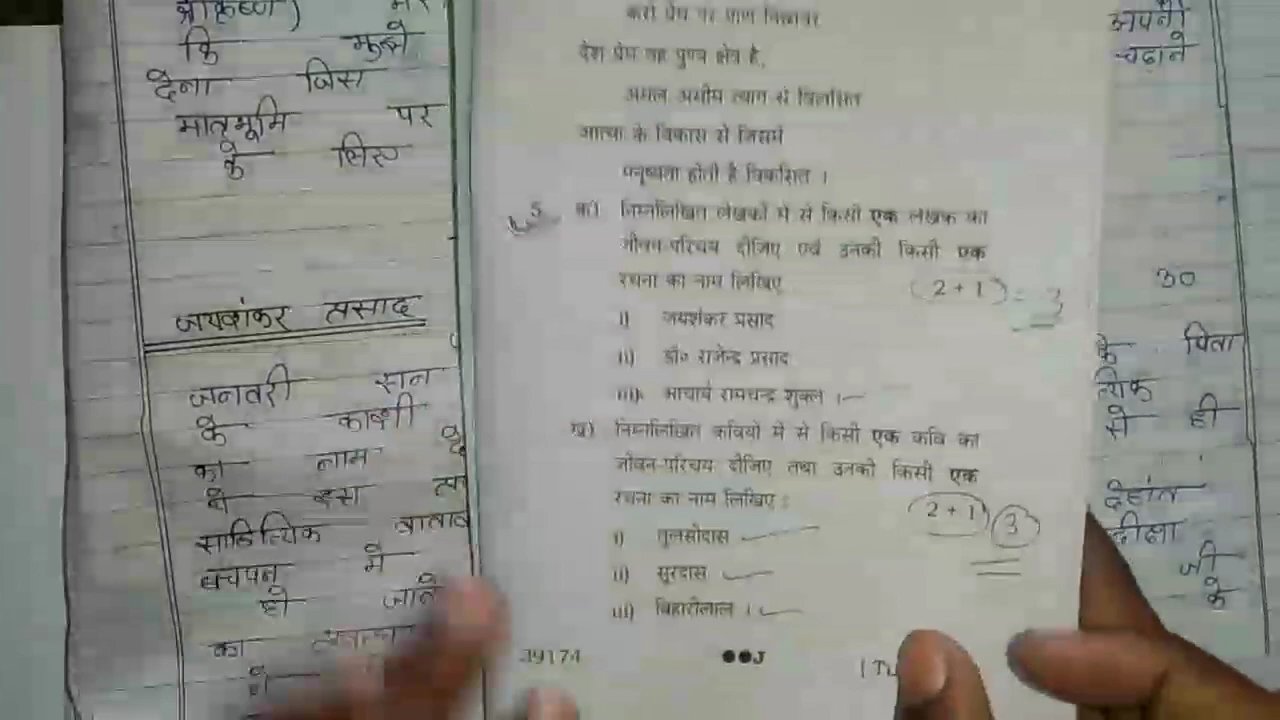 श्रीकृष्ण)
कि मुझे
देना जिस
मातृभूमि पर
के लिए
जयशंकर प्रसाद
जनवरी सन
के काशी
का नाम
साहित्यिक वाताव
बचपन में
हो जाने
का
देश प्रेम वह पुण्य क्षेत्र है,
अमल असीम त्याग से विलसित
आत्मा के विकास से जिसमें
मनुष्यता होती है विकसित ।
5 क) निम्नलिखित लेखकों में से किसी एक लेखक का
जीवन-परिचय दीजिए एवं उनकी किसी एक
रचना का नाम लिखिए (2 + 1) = 3
i) जयशंकर प्रसाद
ii) डॉ० राजेन्द्र प्रसाद
iii) आचार्य रामचन्द्र शुक्ल ।
ख) निम्नलिखित कवियों में से किसी एक कवि का
जीवन-परिचय दीजिए तथा उनकी किसी एक
रचना का नाम लिखिए : (2 + 1) 3
i) तुलसीदास
ii) सूरदास
iii) बिहारीलाल ।
39174
अपनी
चढ़ाने
30
के पिता
त्यिक
से ही
देहांत
जी
के